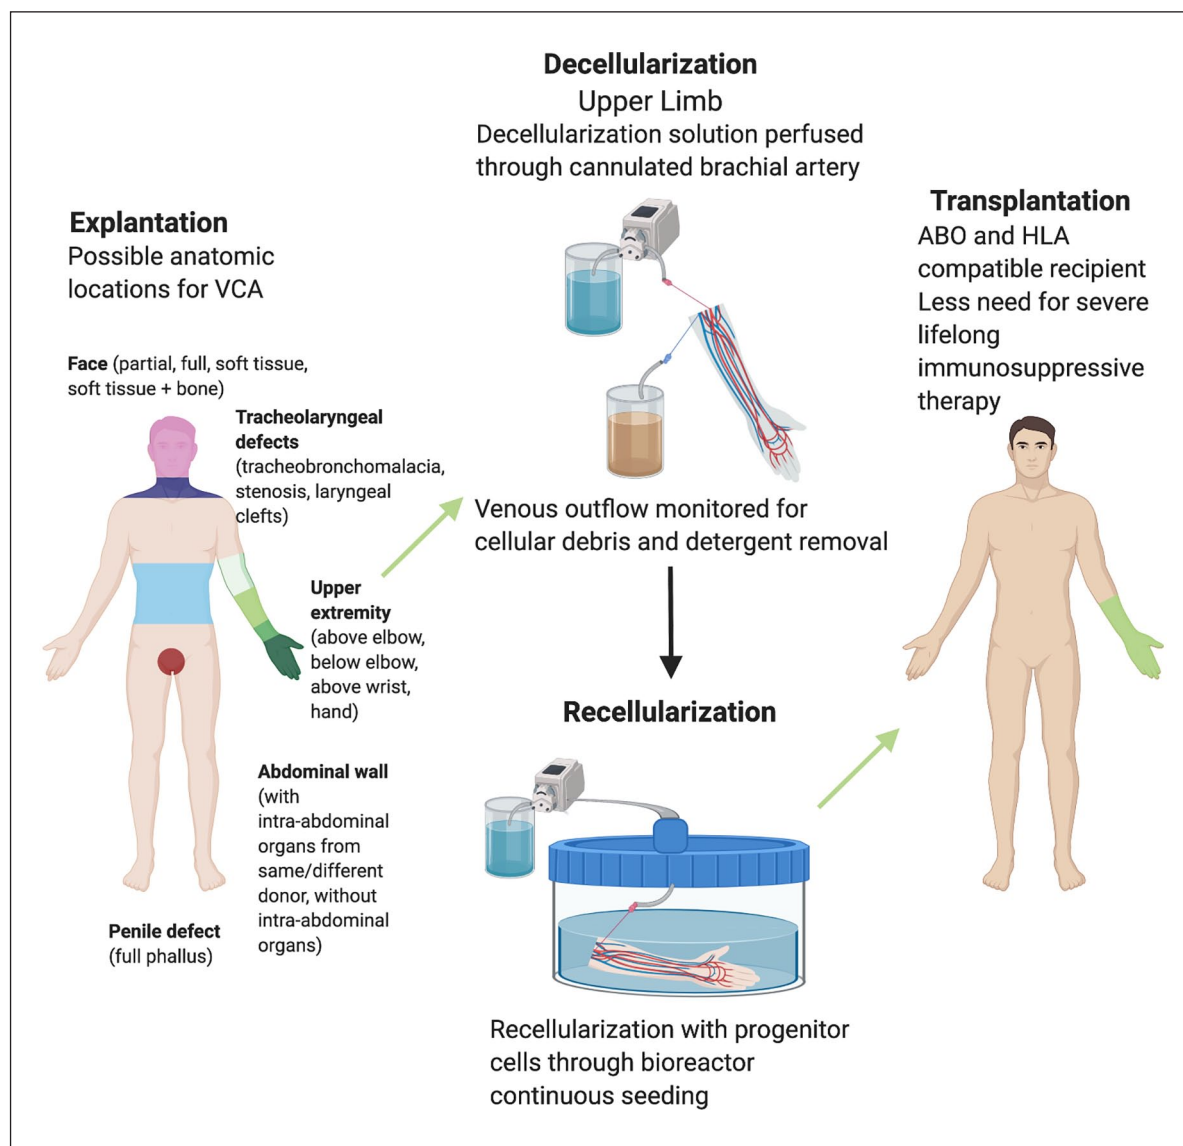 Explantation
Possible anatomic
locations for VCA
Face (partial, full, soft tissue,
soft tissue + bone)
Tracheolaryngeal
defects
(tracheobronchomalacia,
stenosis, laryngeal
clefts)
Upper
extremity
(above elbow,
below elbow,
above wrist,
hand)
Abdominal wall
(with
intra-abdominal
organs from
same/different
donor, without
intra-abdominal
organs)
Penile defect
(full phallus)
Decellularization
Upper Limb
Decellularization solution perfused
through cannulated brachial artery
Venous outflow monitored for
cellular debris and detergent removal
Recellularization
Recellularization with progenitor
cells through bioreactor
continuous seeding
Transplantation
ABO and HLA
compatible recipient
Less need for severe
lifelong
immunosuppressive
therapy